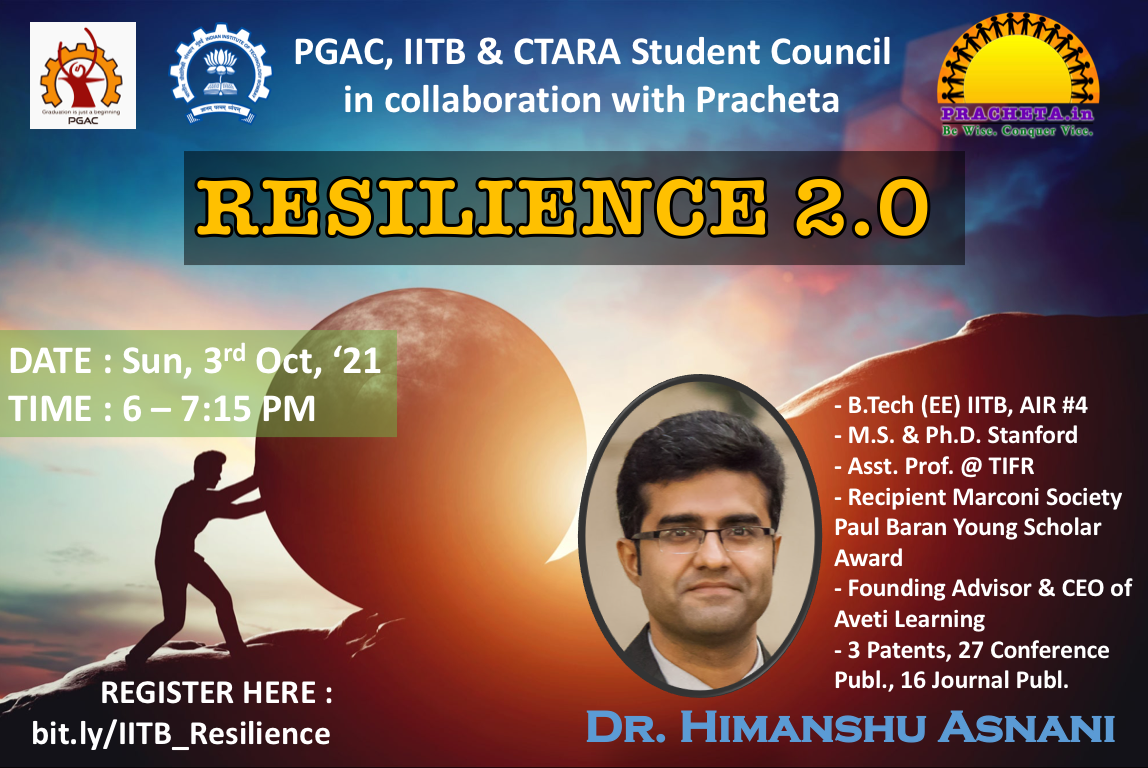 PGAC, IITB & CTARA Student Council
in collaboration with Pracheta
Graduation is just a beginning
PGAC
PRACHETA.in
Be Wise. Conquer Vice.
RESILIENCE 2.0
DATE : Sun, 3rd Oct, ‘21
TIME : 6 – 7:15 PM
- B.Tech (EE) IITB, AIR #4
- M.S. & Ph.D. Stanford
- Asst. Prof. @ TIFR
- Recipient Marconi Society
Paul Baran Young Scholar
Award
- Founding Advisor & CEO of
Aveti Learning
- 3 Patents, 27 Conference
Publ., 16 Journal Publ.
REGISTER HERE :
bit.ly/IITB_Resilience
DR. HIMANSHU ASNANI